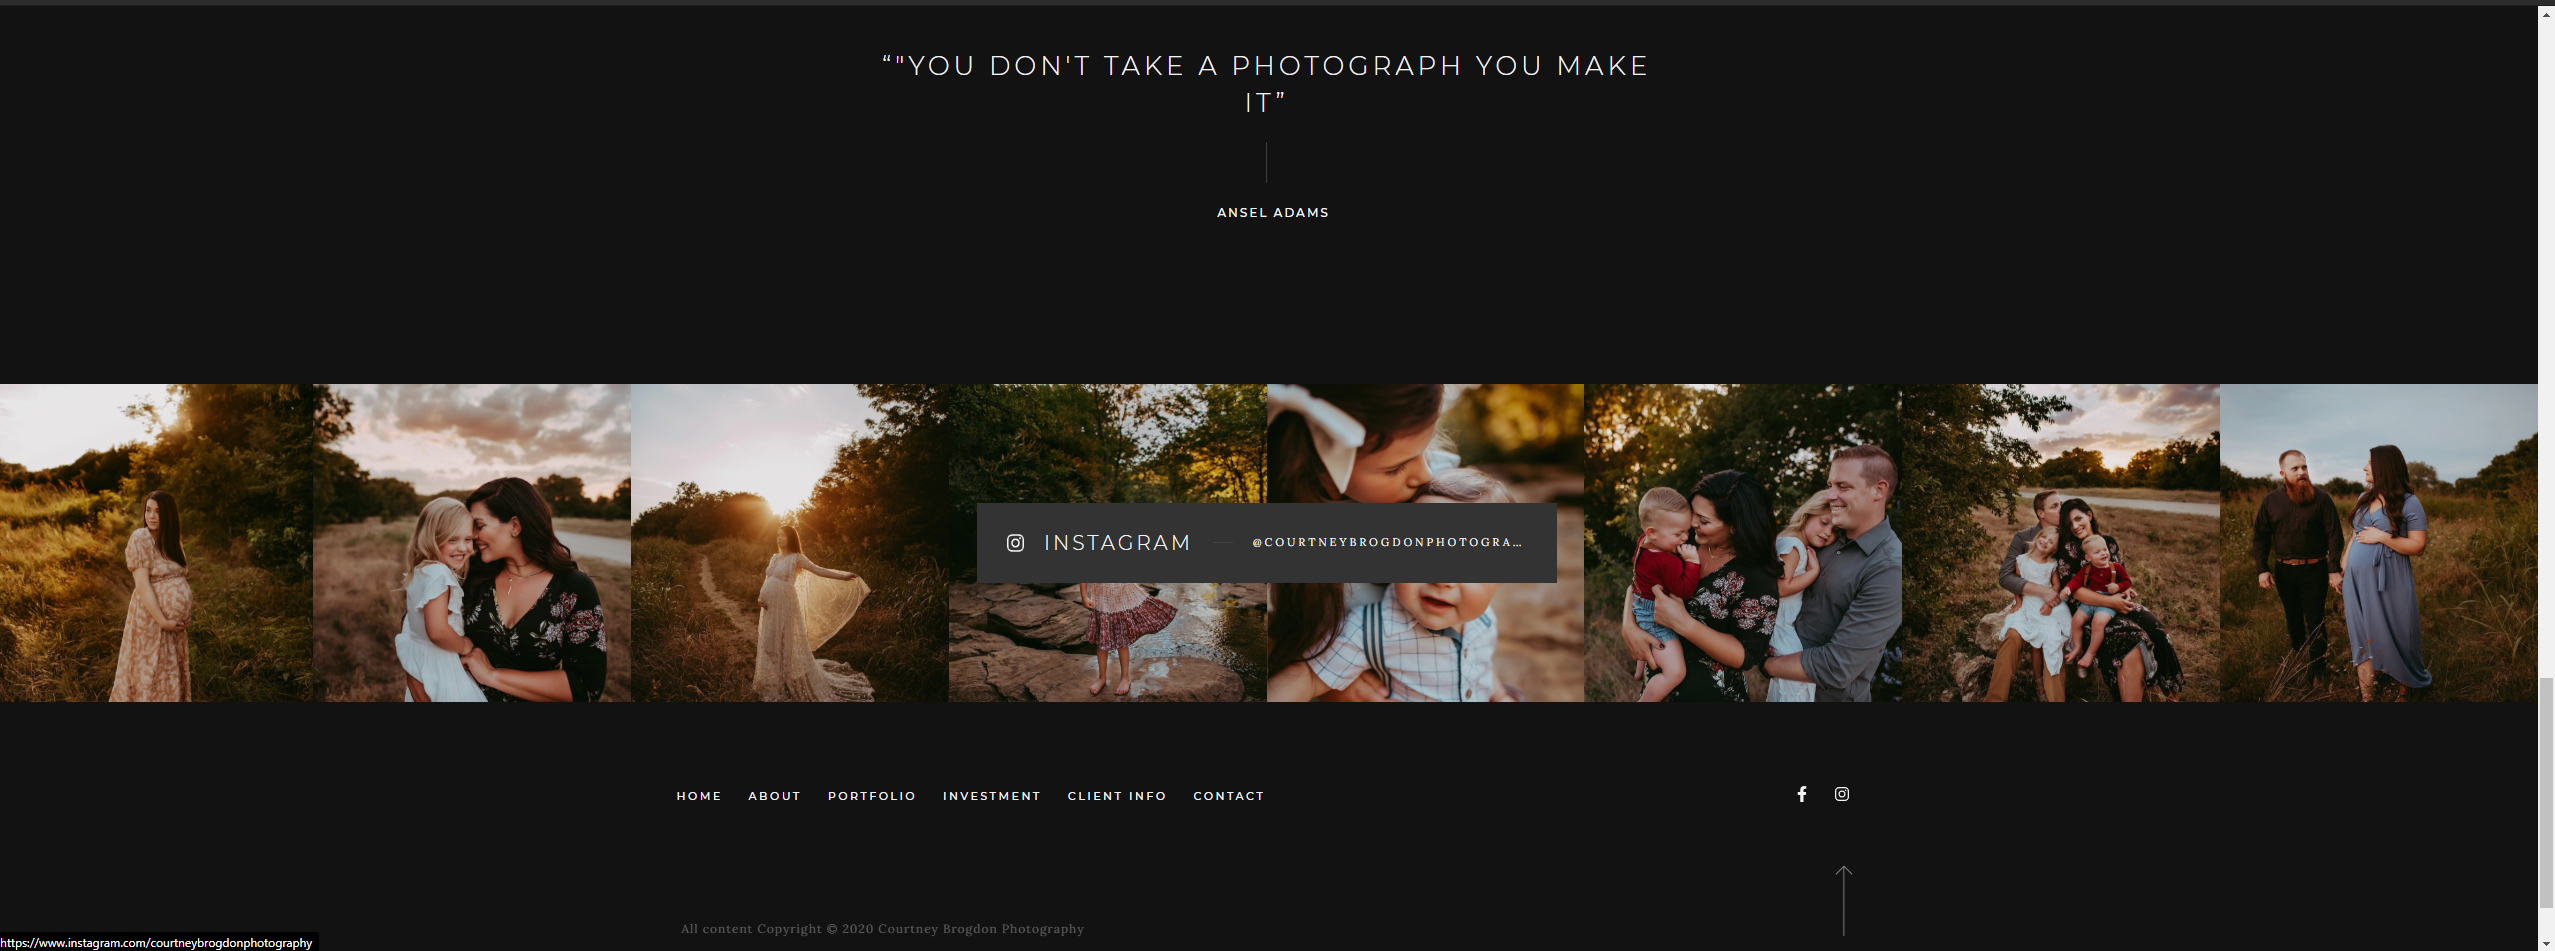 “"YOU DON'T TAKE A PHOTOGRAPH YOU MAKE
IT”
ANSEL ADAMS
INSTAGRAM @COURTNEYBROGDONPHOTOGRA...
HOME ABOUT PORTFOLIO INVESTMENT CLIENT INFO CONTACT
All content Copyright © 2020 Courtney Brogdon Photography
https://www.instagram.com/courtneybrogdonphotography